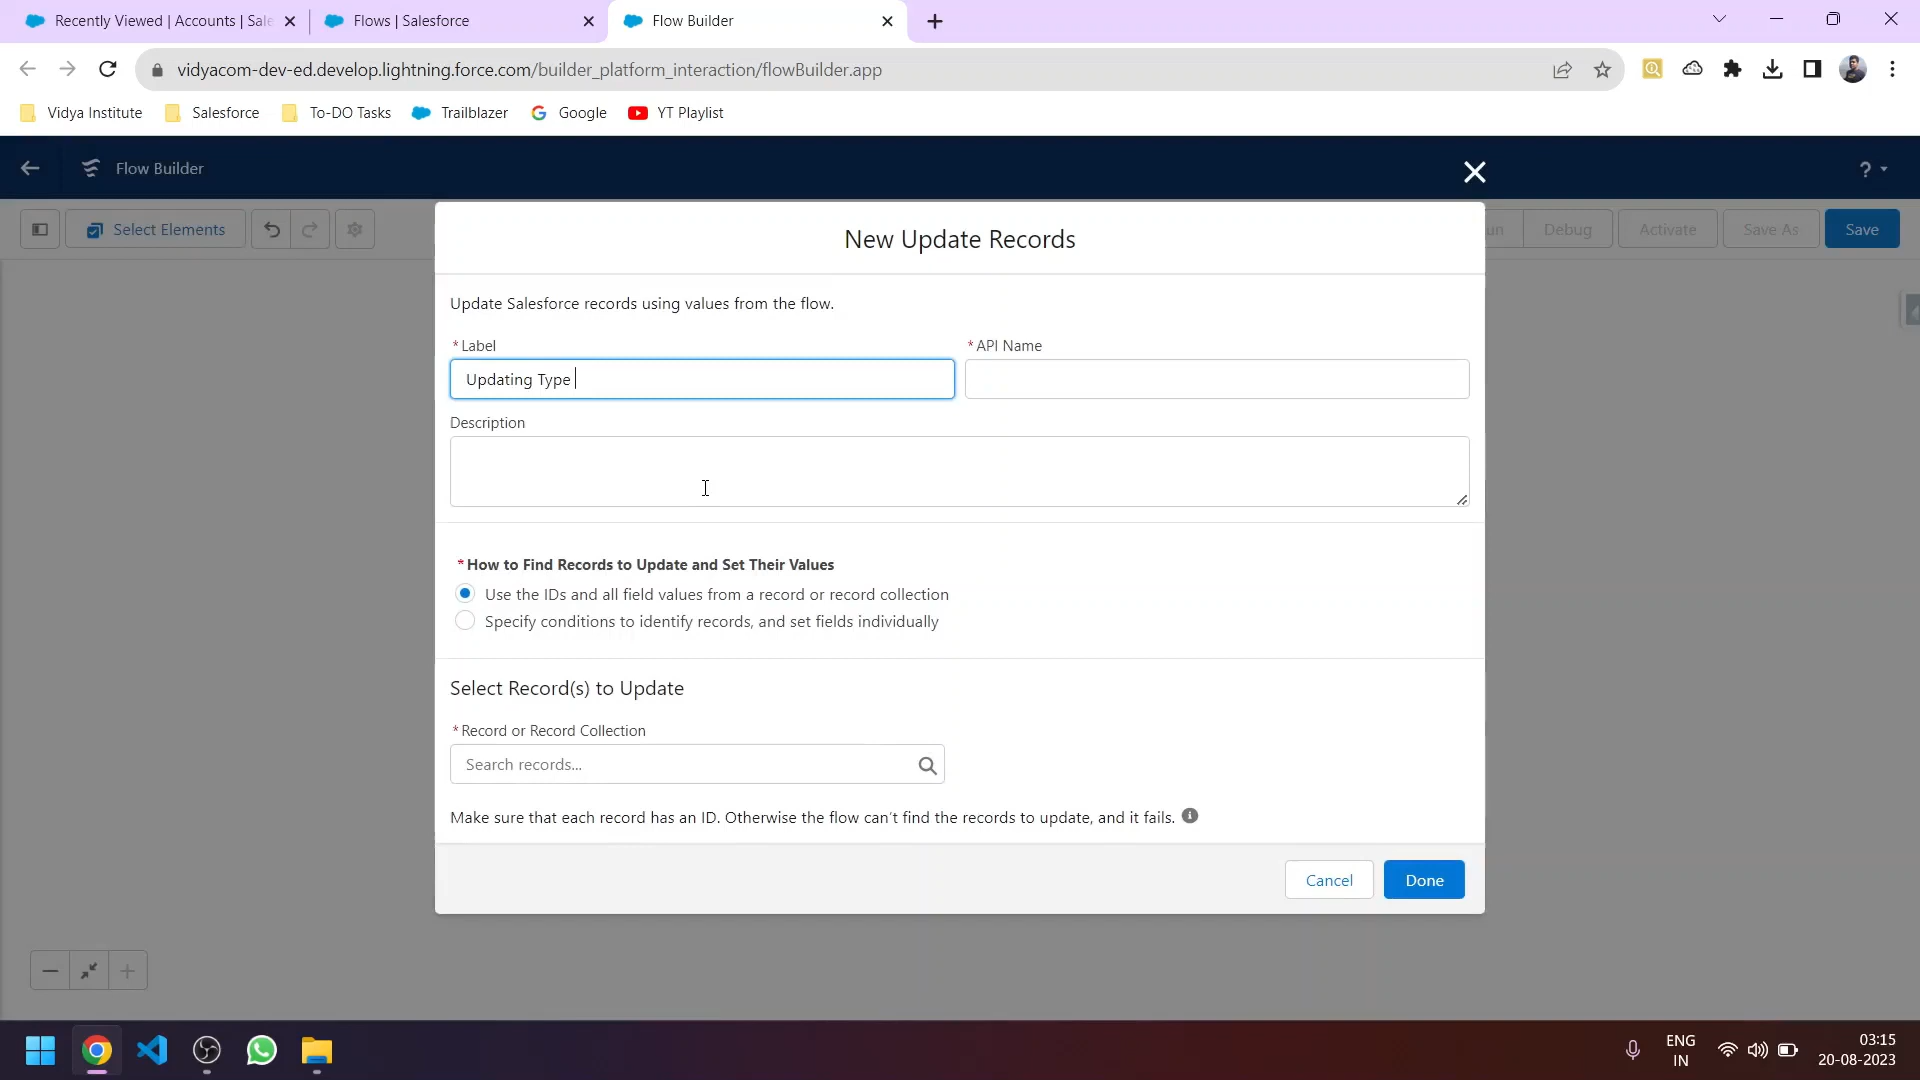 Recently Viewed | Accounts | Sale
Flows | Salesforce
Flow Builder
vidyacom-dev-ed.develop.lightning.force.com/builder_platform_interaction/flowBuilder.app
Vidya Institute
Salesforce
To-DO Tasks
Trailblazer
Google
YT Playlist
Flow Builder
?
Select Elements
Debug
Activate
Save As
Save
New Update Records
Update Salesforce records using values from the flow.
* Label
* API Name
Updating Type
Description
* How to Find Records to Update and Set Their Values
Use the IDs and all field values from a record or record collection
Specify conditions to identify records, and set fields individually
Select Record(s) to Update
* Record or Record Collection
Search records...
Make sure that each record has an ID. Otherwise the flow can't find the records to update, and it fails.
Cancel
Done
ENG
IN
03:15
20-08-2023